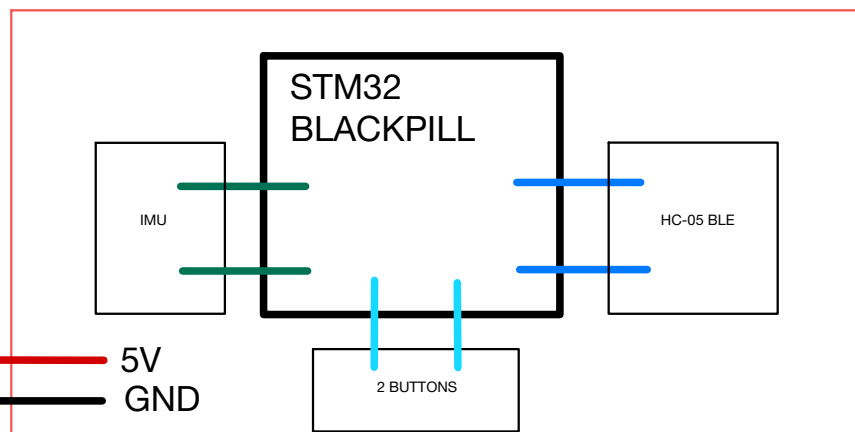 STM32
BLACKPILL
IMU
HC-05 BLE
5V
GND
2 BUTTONS